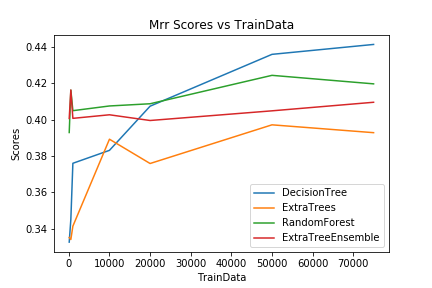 Mrr Scores vs TrainData
0.44
0.42
0.40
0.38
0.36
0.34
Scores
0 10000 20000 30000 40000 50000 60000 70000
TrainData
DecisionTree
ExtraTrees
RandomForest
ExtraTreeEnsemble